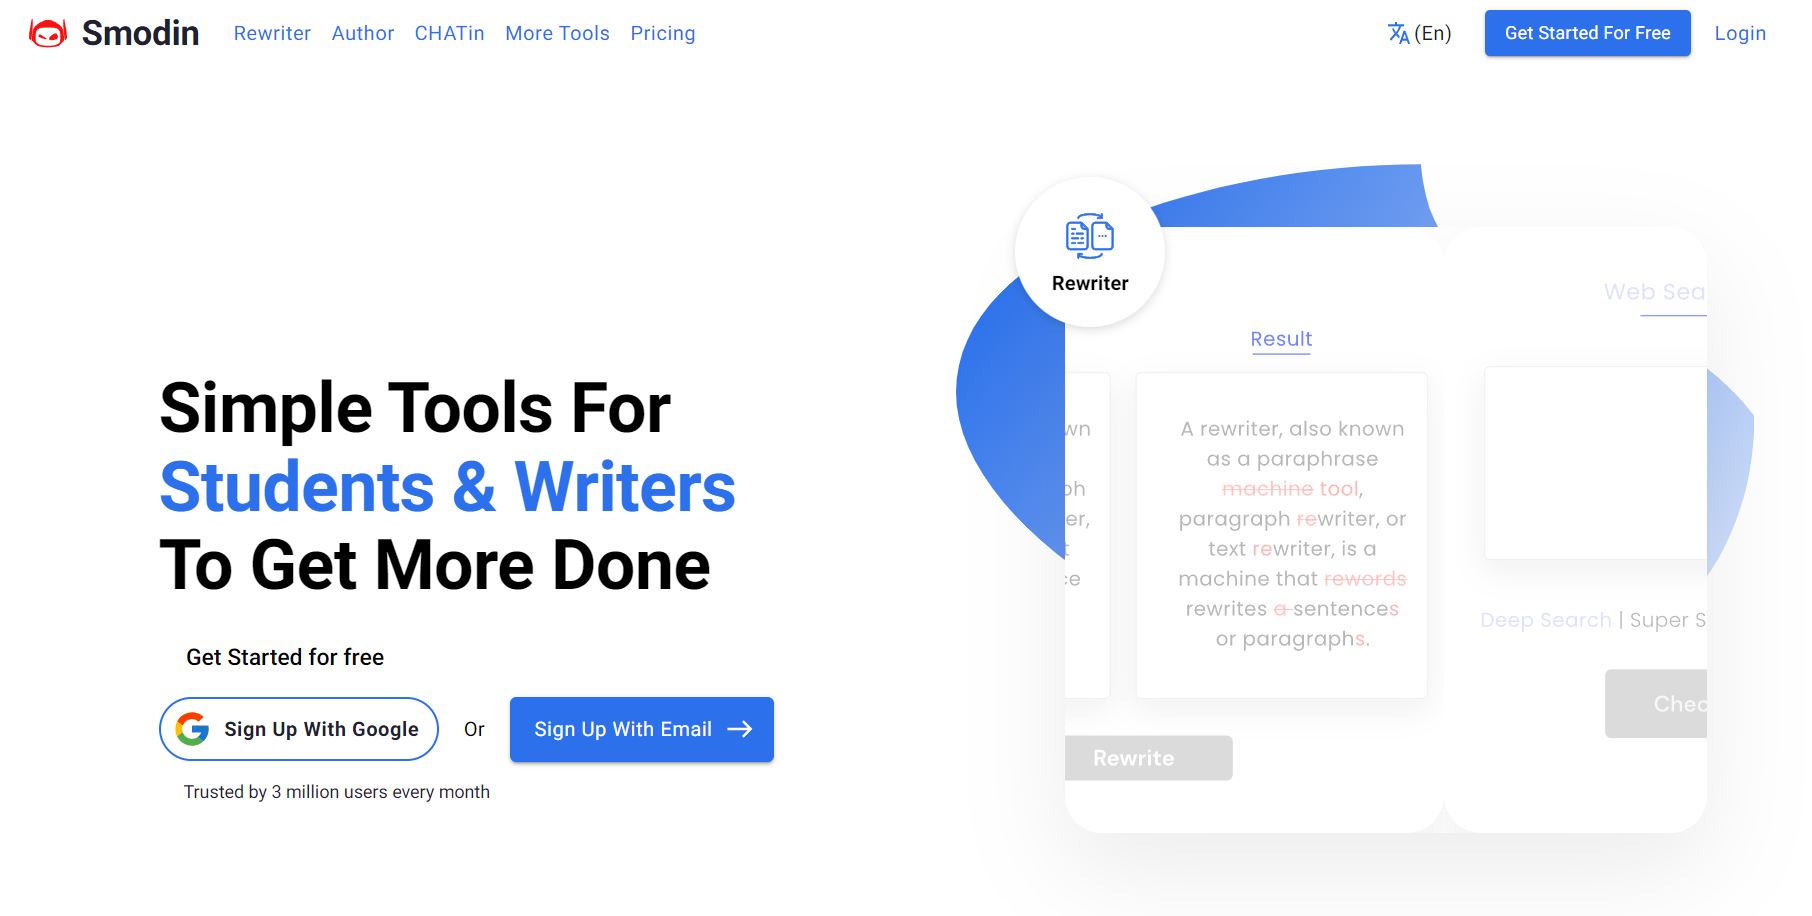 Smodin
Rewriter
Author
CHATin
More Tools
Pricing
(En)
Get Started For Free
Login
Simple Tools For
Students & Writers
To Get More Done
Get Started for free
Sign Up With Google
Or
Sign Up With Email
Trusted by 3 million users every month
Rewriter
Result
wn
er,
A rewriter, also known
as a paraphrase
machine tool,
paragraph rewriter, or
text rewriter, is a
machine that rewords
rewrites a sentences
or paragraphs.
Rewrite
Web Sea
Deep Search | Super S
Chec